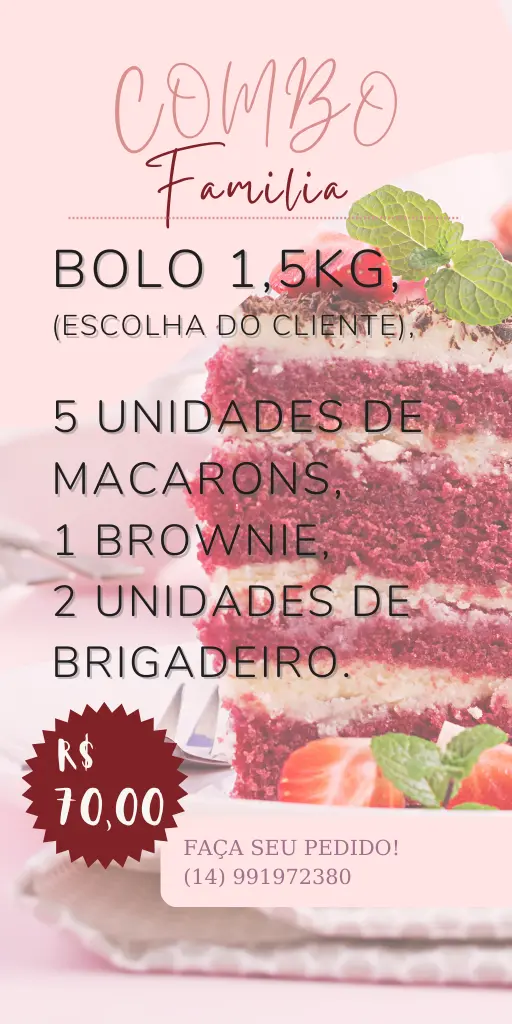 COMBO
Familia
BOLO 1,5KG,
(ESCOLHA DO CLIENTE),
5 UNIDADES DE
MACARONS,
1 BROWNIE,
2 UNIDADES DE
BRIGADEIRO.
R$
70,00
FAÇA SEU PEDIDO!
(14) 991972380